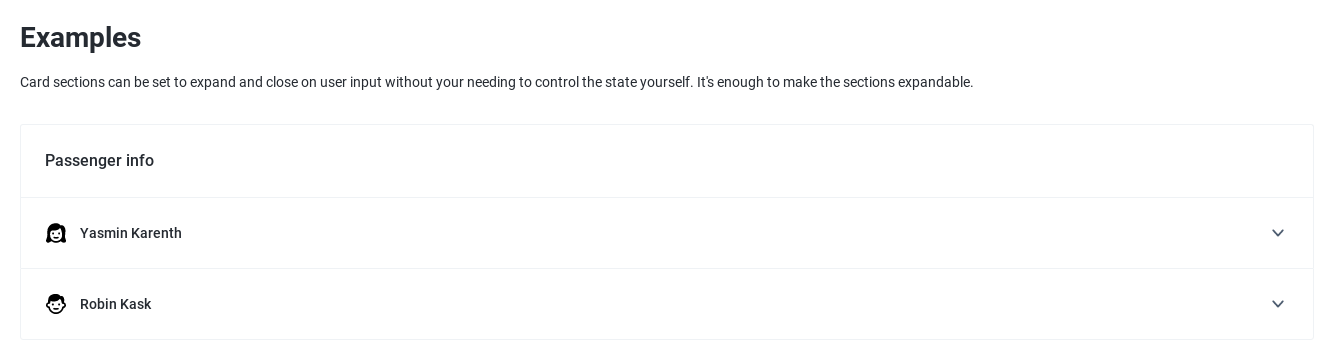 Examples
Card sections can be set to expand and close on user input without your needing to control the state yourself. It's enough to make the sections expandable.
Passenger info
Yasmin Karenth
Robin Kask